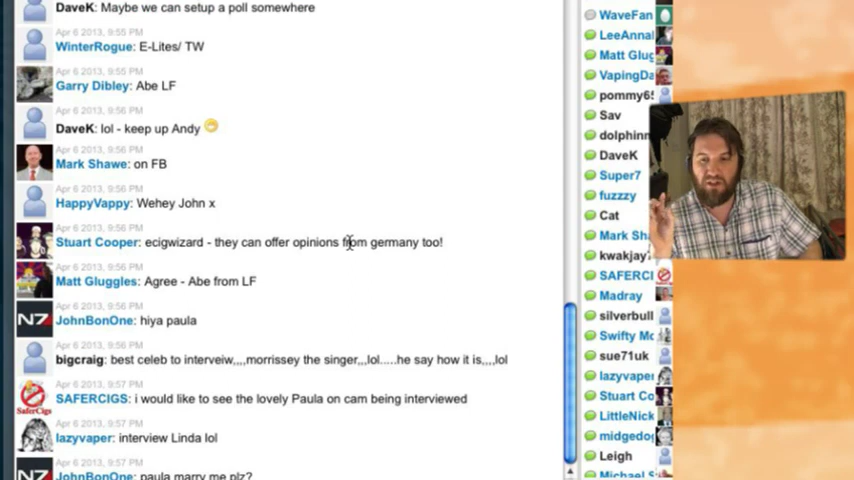 DaveK: Maybe we can setup a poll somewhere
Apr 6 2013, 9:55 PM
WinterRogue: E-Lites/ TW
Apr 6 2013, 9:55 PM
Garry Dibley: Abe LF
Apr 6 2013, 9:56 PM
DaveK: lol - keep up Andy
Apr 6 2013, 9:56 PM
Mark Shawe: on FB
Apr 6 2013, 9:56 PM
HappyVappy: Wehey John x
Apr 6 2013, 9:56 PM
Stuart Cooper: ecigwizard - they can offer opinions from germany too!
Apr 6 2013, 9:56 PM
Matt Gluggles: Agree - Abe from LF
Apr 6 2013, 9:56 PM
N7
JohnBonOne: hiya paula
Apr 6 2013, 9:56 PM
bigcraig: best celeb to interveiw,,,,morrissey the singer,,,lol.....he say how it is,,,,lol
Apr 6 2013, 9:57 PM
SaferCigs
SAFERCIGS: i would like to see the lovely Paula on cam being interviewed
Apr 6 2013, 9:57 PM
lazyvaper: interview Linda lol
Apr 6 2013, 9:57 PM
N7
JohnBonOne: paula marry me plz?
WaveFan
LeeAnna
Matt Glug
VapingDa
pommy65
Sav
dolphinn
DaveK
Super7
fuzzzy
Cat
Mark Sha
kwakjay
SAFERCI
Madray
silverbull
Swifty Mo
sue71uk
lazyvaper
Stuart Co
LittleNick
midgedog
Leigh
Michael S